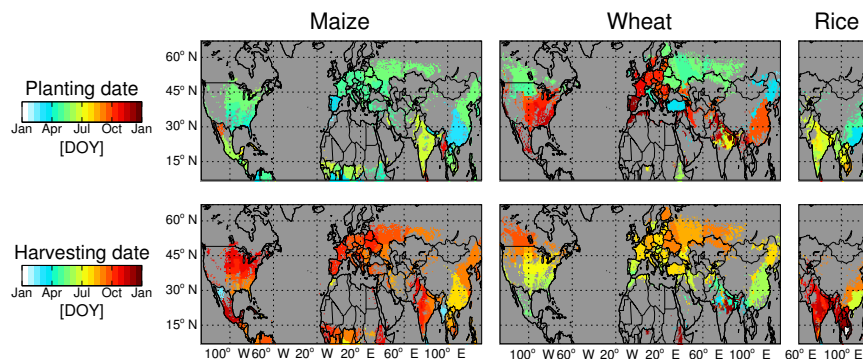 Maize
Wheat
Rice
Planting date
Jan Apr Jul Oct Jan
[DOY]
60° N
45° N
30° N
15° N
Harvesting date
Jan Apr Jul Oct Jan
[DOY]
60° N
45° N
30° N
15° N
100° W 60° W 20° W 20° E 60° E 100° E
100° W 60° W 20° W 20° E 60° E 100° E
60° E 100° E